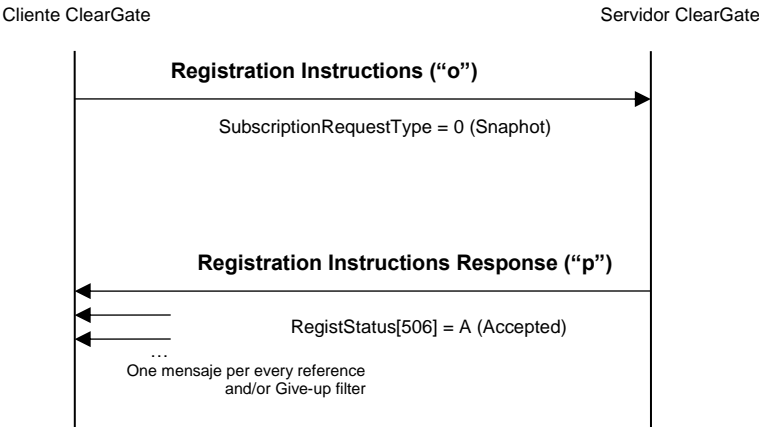 Cliente ClearGate
Servidor ClearGate
Registration Instructions (“o”)
SubscriptionRequestType = 0 (Snaphot)
Registration Instructions Response (“p”)
RegistStatus[506] = A (Accepted)
…
One mensaje per every reference
and/or Give-up filter